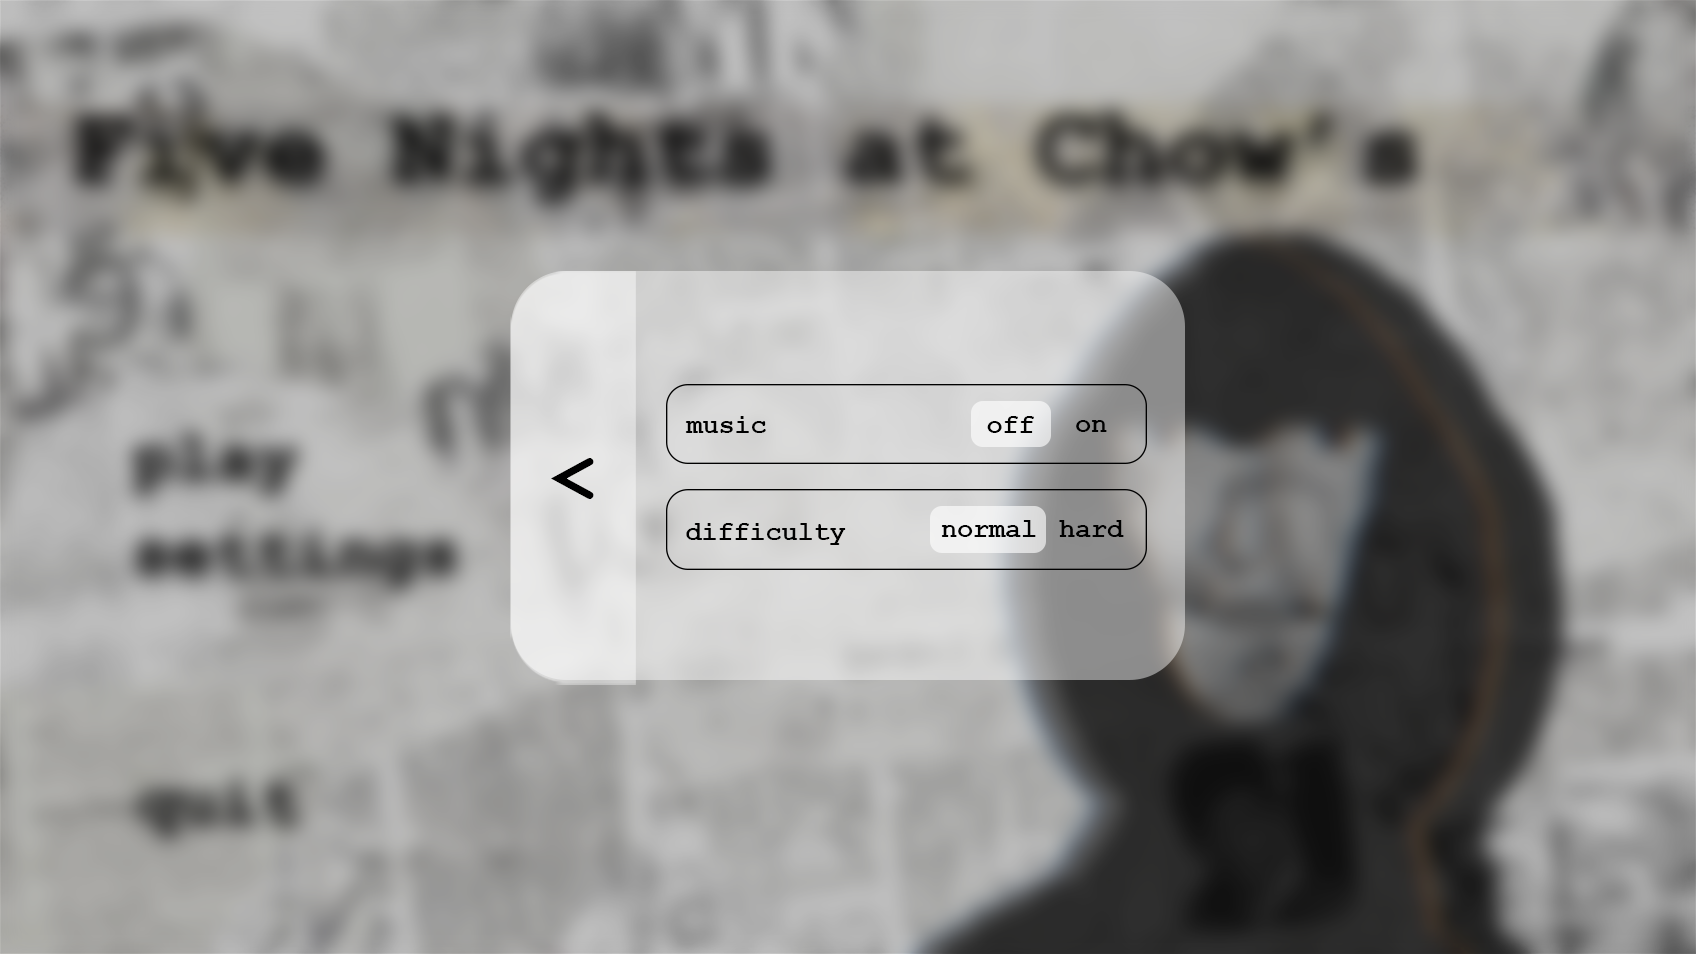 Five Nights at Chow's
<
music off on
difficulty normal hard
play
settings
quit